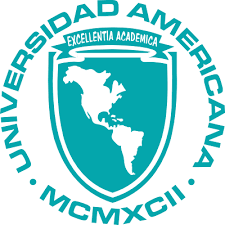 UNIVERSIDAD AMERICANA
EXCELLENTIA ACADEMICA
• MCMXCII •